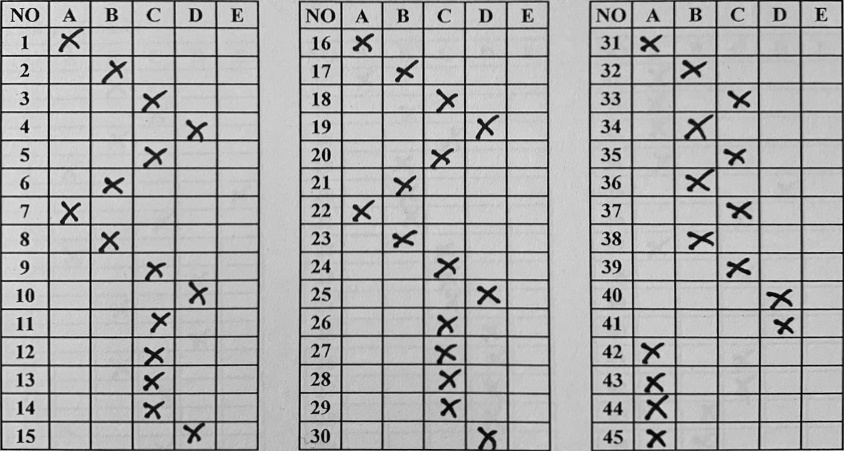 NO A B C D E NO A B C D E NO A B C D E
1 X 16 X 31 X
2 X 17 X 32 X
3 X 18 X 33 X
4 X 19 X 34 X
5 X 20 X 35 X
6 X 21 X 36 X
7 X 22 X 37 X
8 X 23 X 38 X
9 X 24 X 39 X
10 X 25 X 40 X
11 X 26 X 41 X
12 X 27 X 42 X
13 X 28 X 43 X
14 X 29 X 44 X
15 X 30 X 45 X